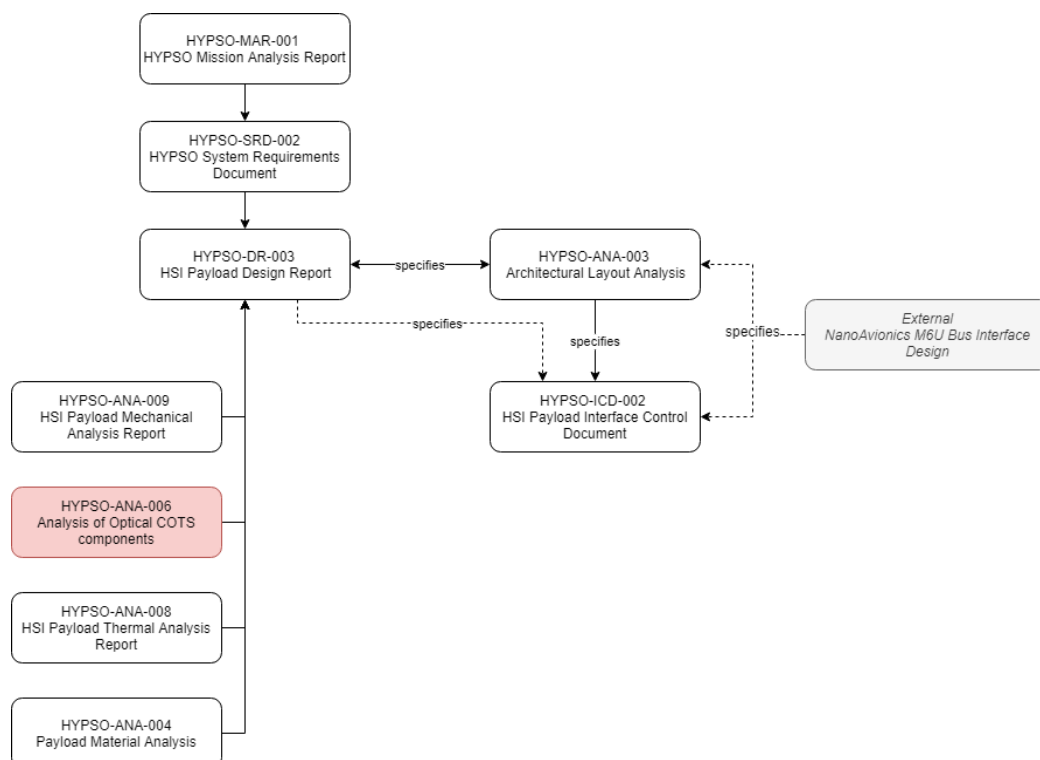 HYPSO-MAR-001
HYPSO Mission Analysis Report
HYPSO-SRD-002
HYPSO System Requirements
Document
HYPSO-DR-003
HSI Payload Design Report
specifies
HYPSO-ANA-003
Architectural Layout Analysis
specifies
External
NanoAvionics M6U Bus Interface
Design
specifies
specifies
HYPSO-ANA-009
HSI Payload Mechanical
Analysis Report
HYPSO-ICD-002
HSI Payload Interface Control
Document
HYPSO-ANA-006
Analysis of Optical COTS
components
HYPSO-ANA-008
HSI Payload Thermal Analysis
Report
HYPSO-ANA-004
Payload Material Analysis